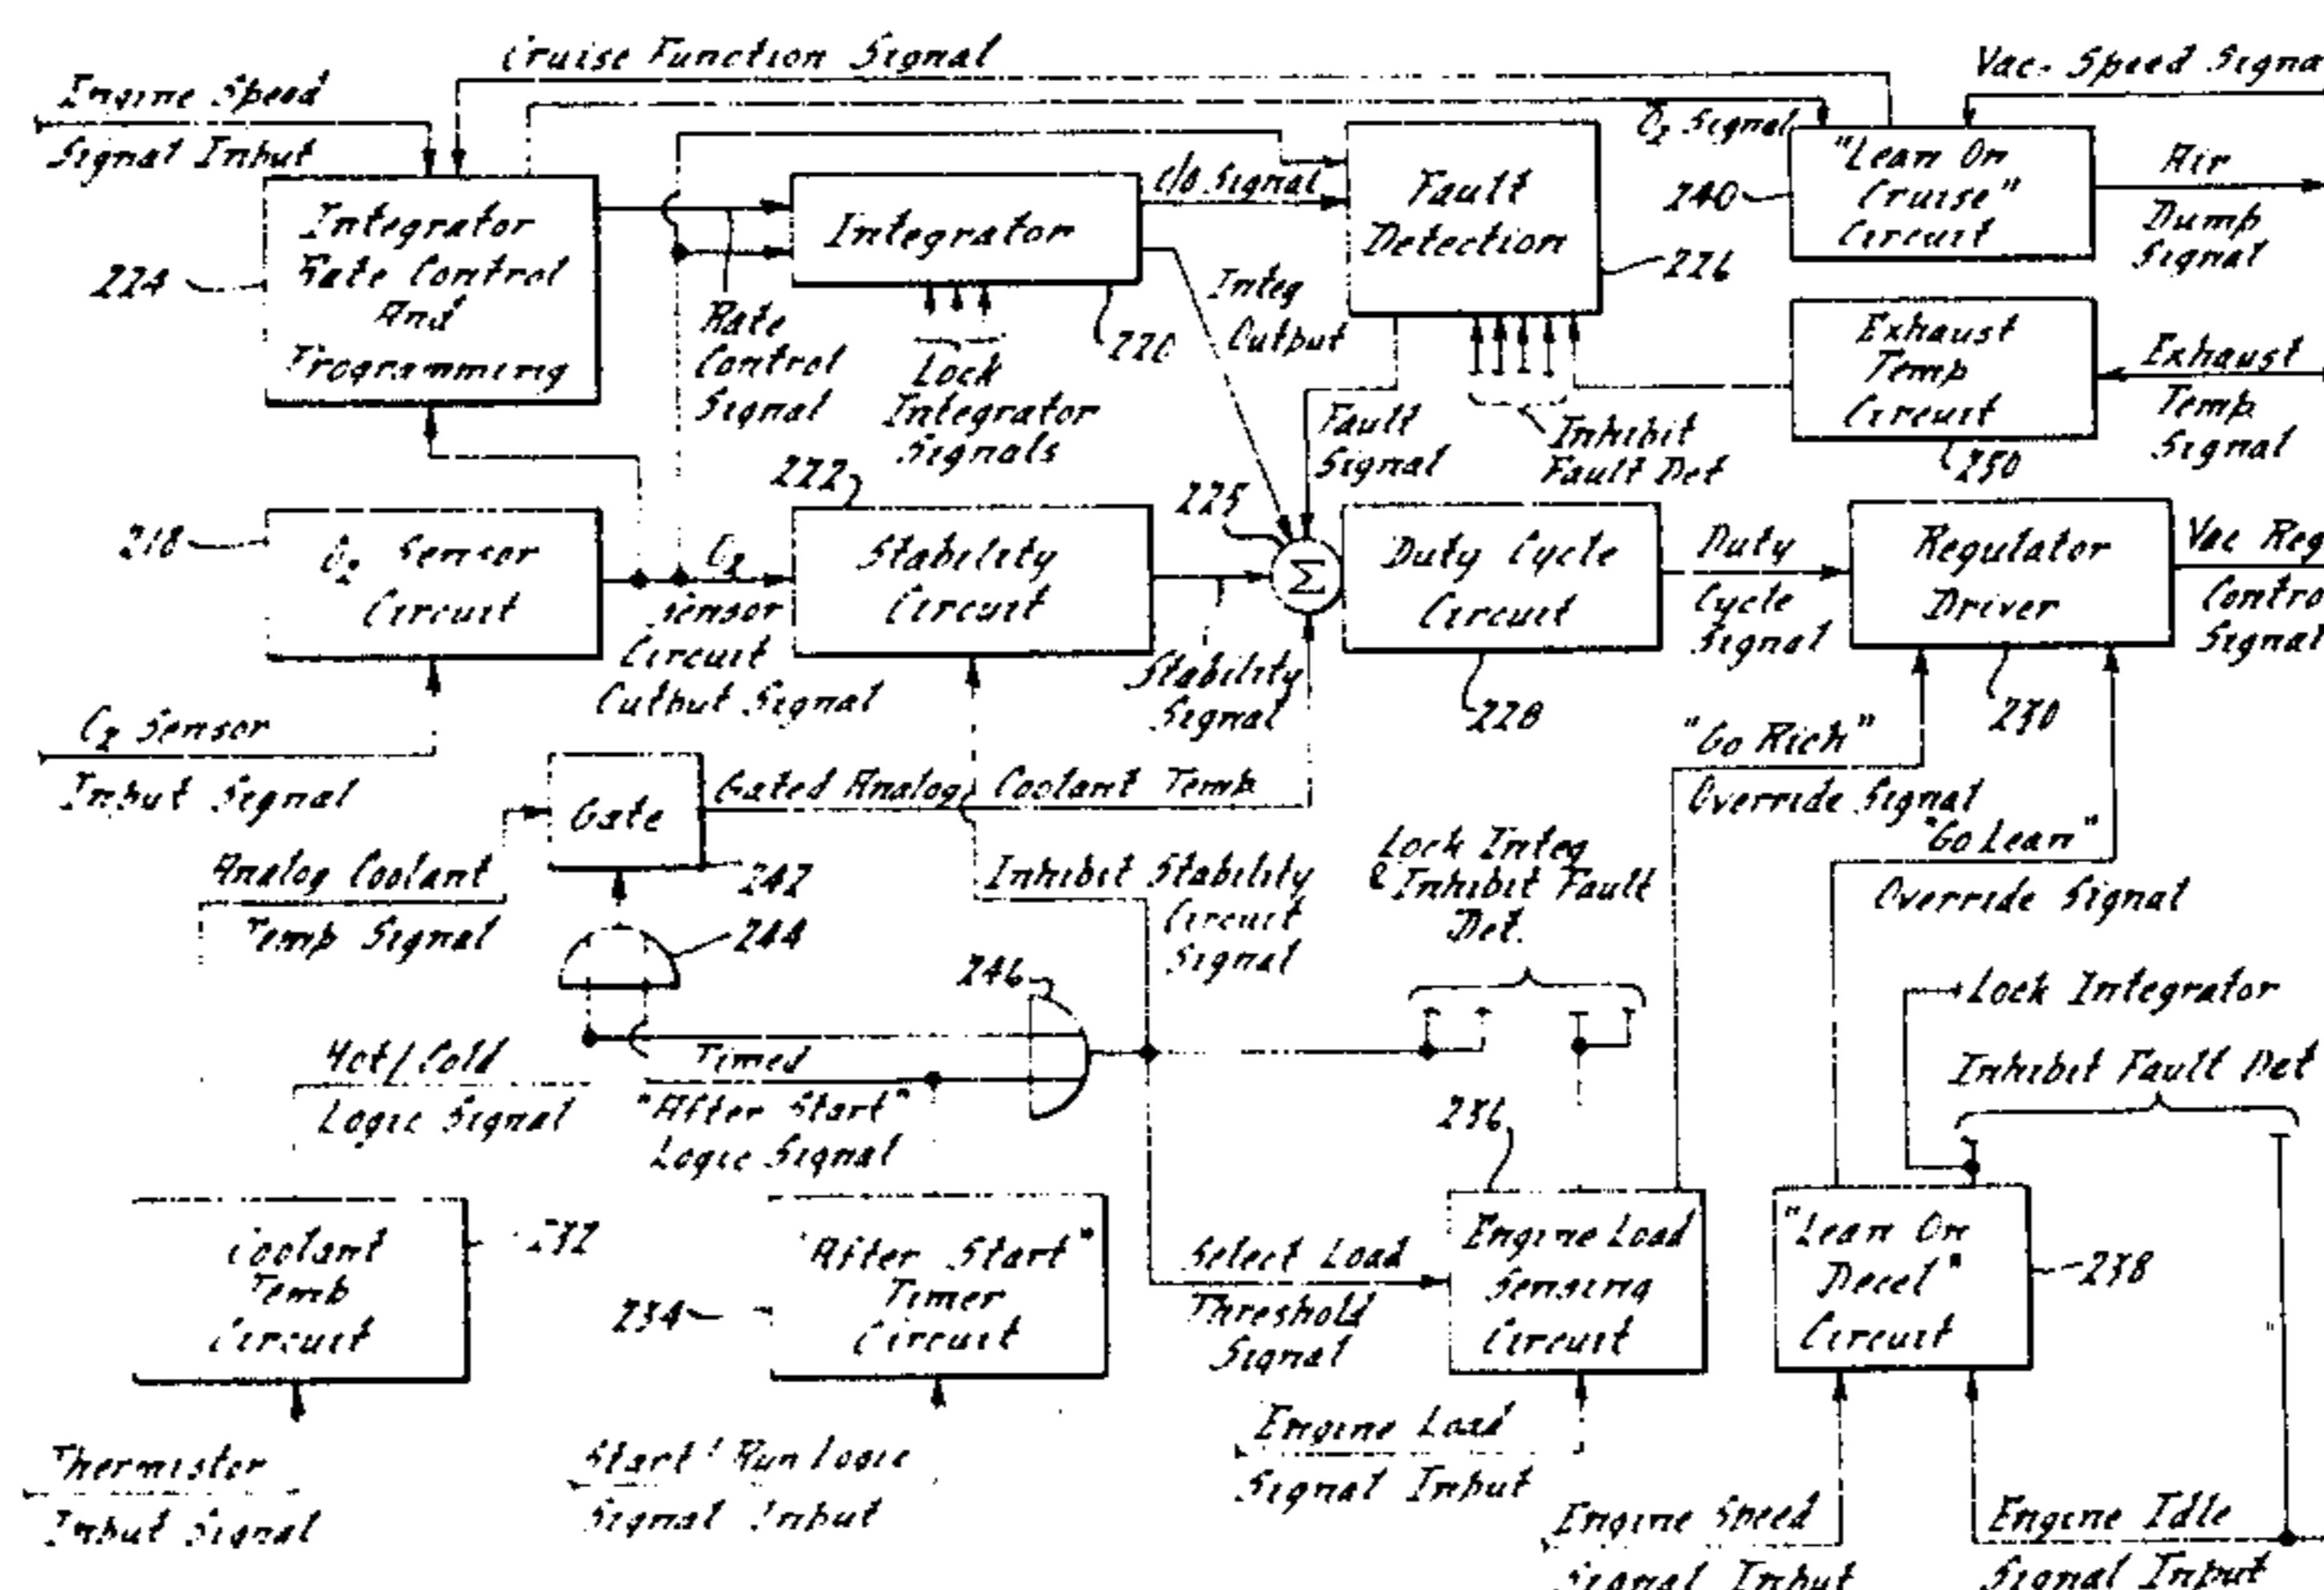 Cruise Function Signal
Vac. Speed Signa
Engine Speed
Signal Input
O2 Signal
"Lean On
Cruise"
Circuit
240
Air
Dump
Signal
Integrator
Rate Control
And
Programming
224
Integrator
220
c/o Signal
Fault
Detection
226
Rate
Control
Signal
Lock
Integrator
Signals
Integ
Output
Fault
Signal
Inhibit
Fault Det
Exhaust
Temp
Circuit
250
Exhaust
Temp
Signal
218
O2 Sensor
Circuit
O2
Sensor
Circuit
Output Signal
222
Stability
Circuit
Stability
Signal
225
Σ
Duty Cycle
Circuit
228
Duty
Cycle
Signal
Regulator
Driver
230
Vac Reg
Contro
Signal
O2 Sensor
Input Signal
"Go Rich"
Override Signal
"Go Lean"
Override Signal
Gate
242
Gated Analog Coolant Temp
Analog Coolant
Temp Signal
244
Inhibit Stability
Circuit
Signal
Lock Integ
& Inhibit Fault
Det.
246
Lock Integrator
Inhibit Fault Det
Hot/Cold
Logic Signal
Timed
"After Start"
Logic Signal
236
Coolant
Temp
Circuit
232
"After Start"
Timer
Circuit
234
Select Load
Threshold
Signal
Engine Load
Sensing
Circuit
"Lean On
Decel"
Circuit
238
Thermistor
Input Signal
Start/Run Logic
Signal Input
Engine Load
Signal Input
Engine Speed
Signal Input
Engine Idle
Signal Input